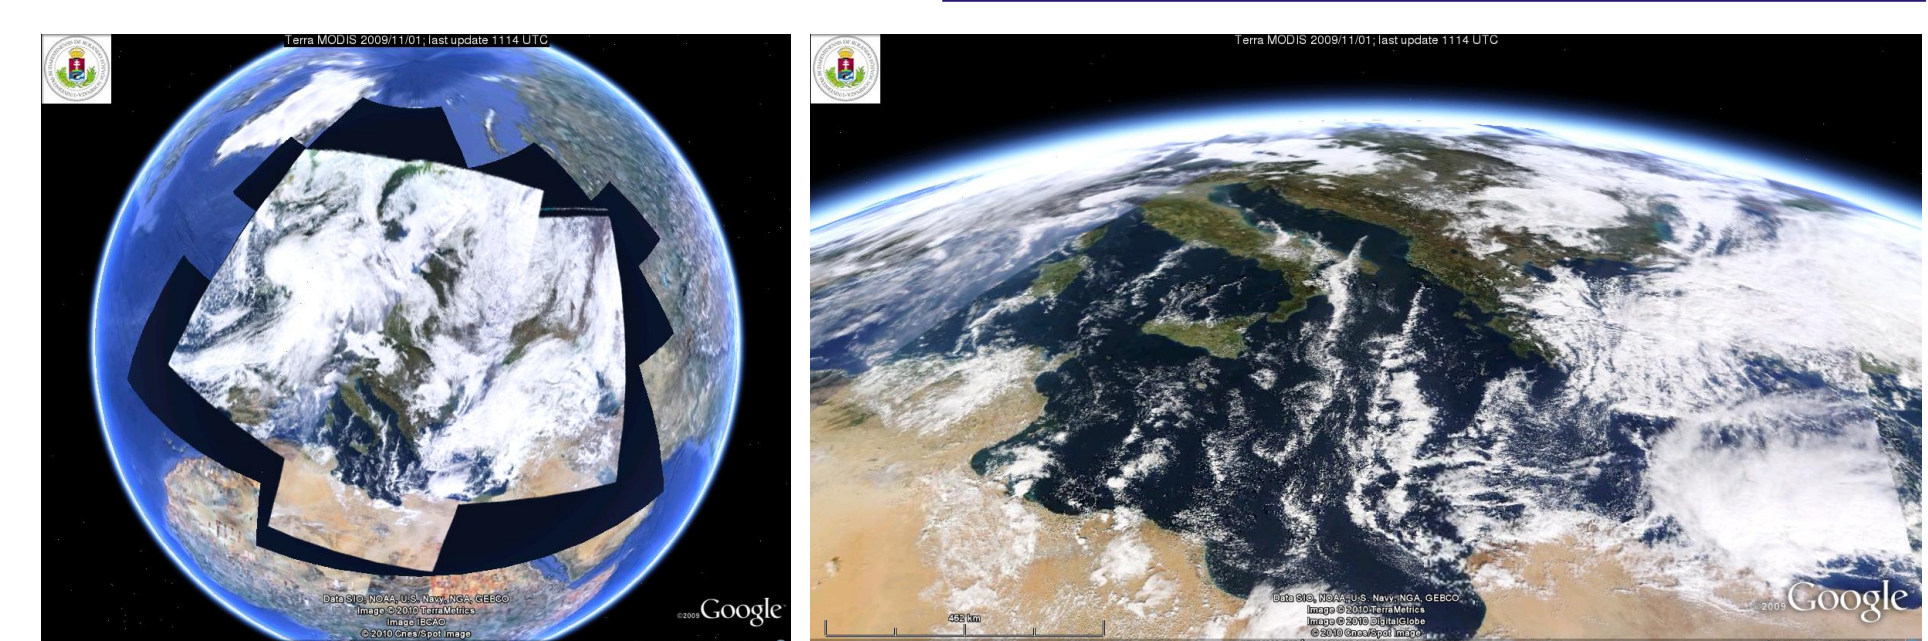 Terra MODIS 2009/11/01; last update 1114 UTC
Data SIO, NOAA, U.S. Navy, NGA, GEBCO
Image © 2010 TerraMetrics
Image IBCAO
© 2010 Cnes/Spot Image
©2009 Google
Terra MODIS 2009/11/01; last update 1114 UTC
462 km
Data SIO, NOAA, U.S. Navy, NGA, GEBCO
Image © 2010 TerraMetrics
Image © 2010 DigitalGlobe
© 2010 Cnes/Spot Image
©2009 Google